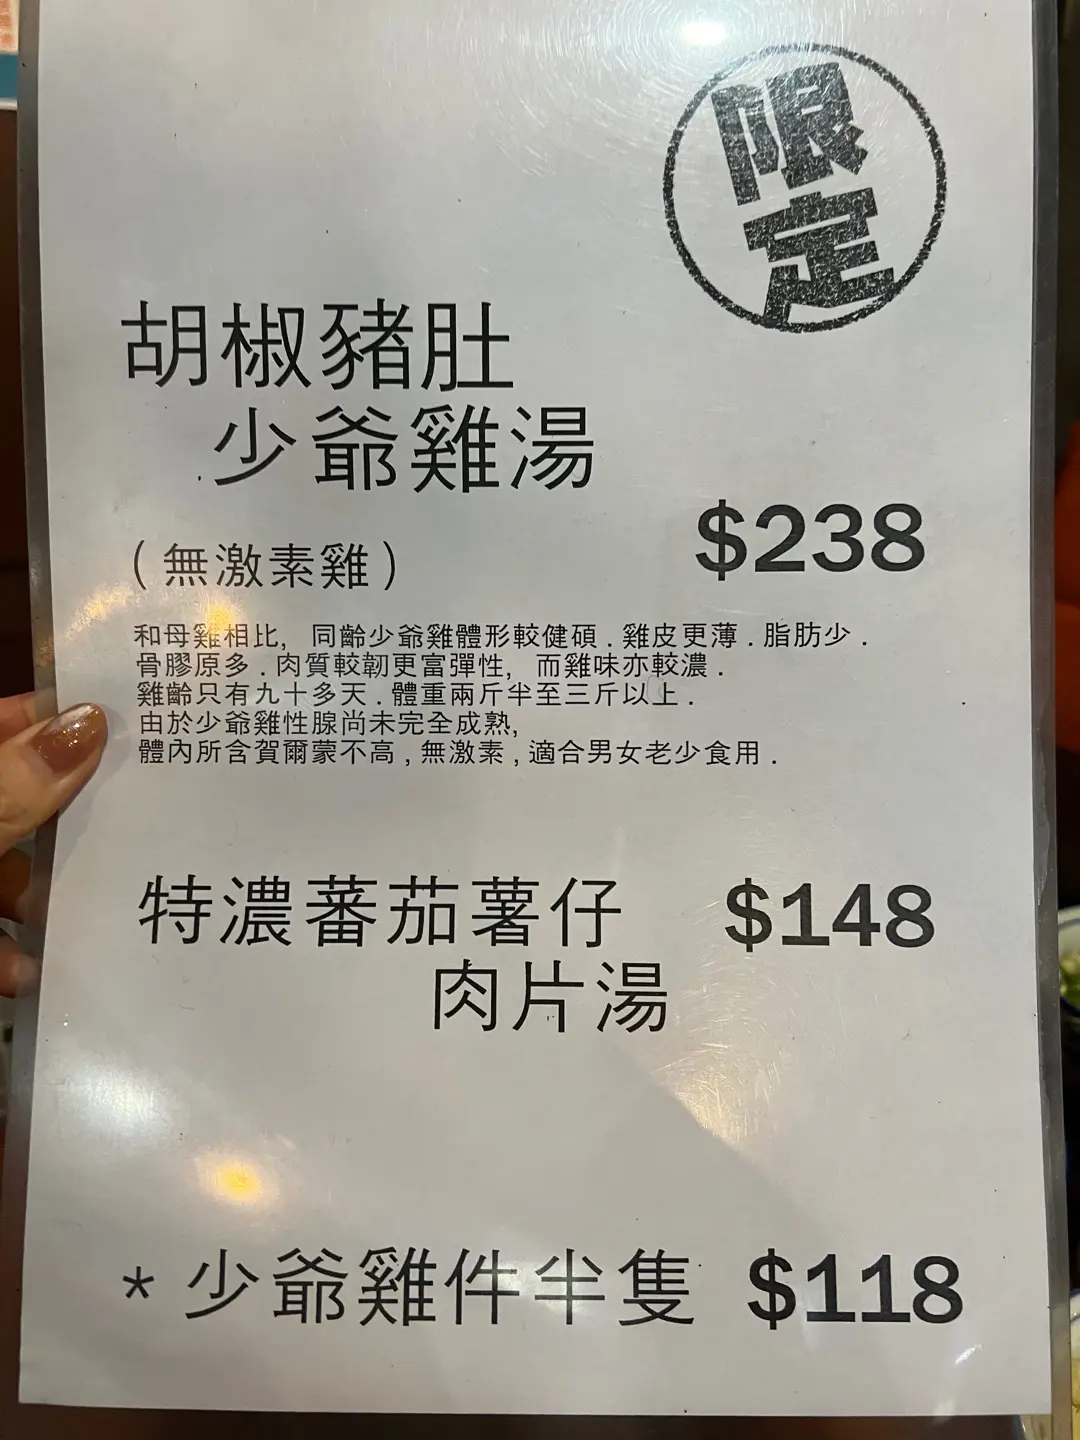 限定
胡椒豬肚
少爺雞湯
$238
(無激素雞)
和母雞相比, 同齡少爺雞體形較健碩.雞皮更薄.脂肪少.
骨膠原多.肉質較韌更富彈性, 而雞味亦較濃.
雞齡只有九十多天.體重兩斤半至三斤以上.
由於少爺雞性腺尚未完全成熟,
體內所含賀爾蒙不高,無激素,適合男女老少食用.
特濃蕃茄薯仔 $148
肉片湯
*少爺雞件半隻 $118